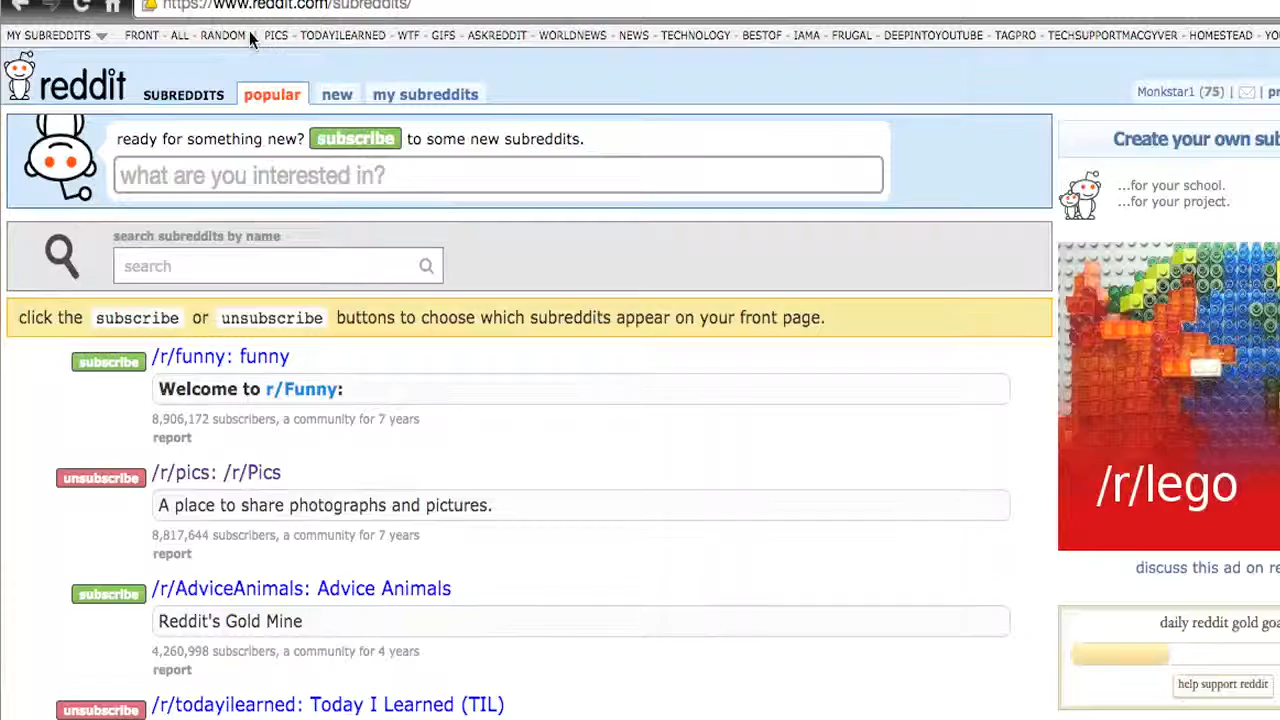 https://www.reddit.com/subreddits/
MY SUBREDDITS FRONT - ALL - RANDOM PICS - TODAYILEARNED - WTF - GIFS - ASKREDDIT - WORLDNEWS - NEWS - TECHNOLOGY - BESTOF - IAMA - FRUGAL - DEEPINTOYOUTUBE - TAGPRO - TECHSUPPORTMACGYVER - HOMESTEAD - YO
reddit SUBREDDITS popular new my subreddits Monkstar1 (75) | | pr
ready for something new? subscribe to some new subreddits.
what are you interested in?
search subreddits by name
search
click the subscribe or unsubscribe buttons to choose which subreddits appear on your front page.
subscribe /r/funny: funny
Welcome to r/Funny:
8,906,172 subscribers, a community for 7 years
report
unsubscribe /r/pics: /r/Pics
A place to share photographs and pictures.
8,817,644 subscribers, a community for 7 years
report
subscribe /r/AdviceAnimals: Advice Animals
Reddit's Gold Mine
4,260,998 subscribers, a community for 4 years
report
unsubscribe /r/todayilearned: Today I Learned (TIL)
Create your own sub
...for your school.
...for your project.
/r/lego
discuss this ad on re
daily reddit gold goa
help support reddit